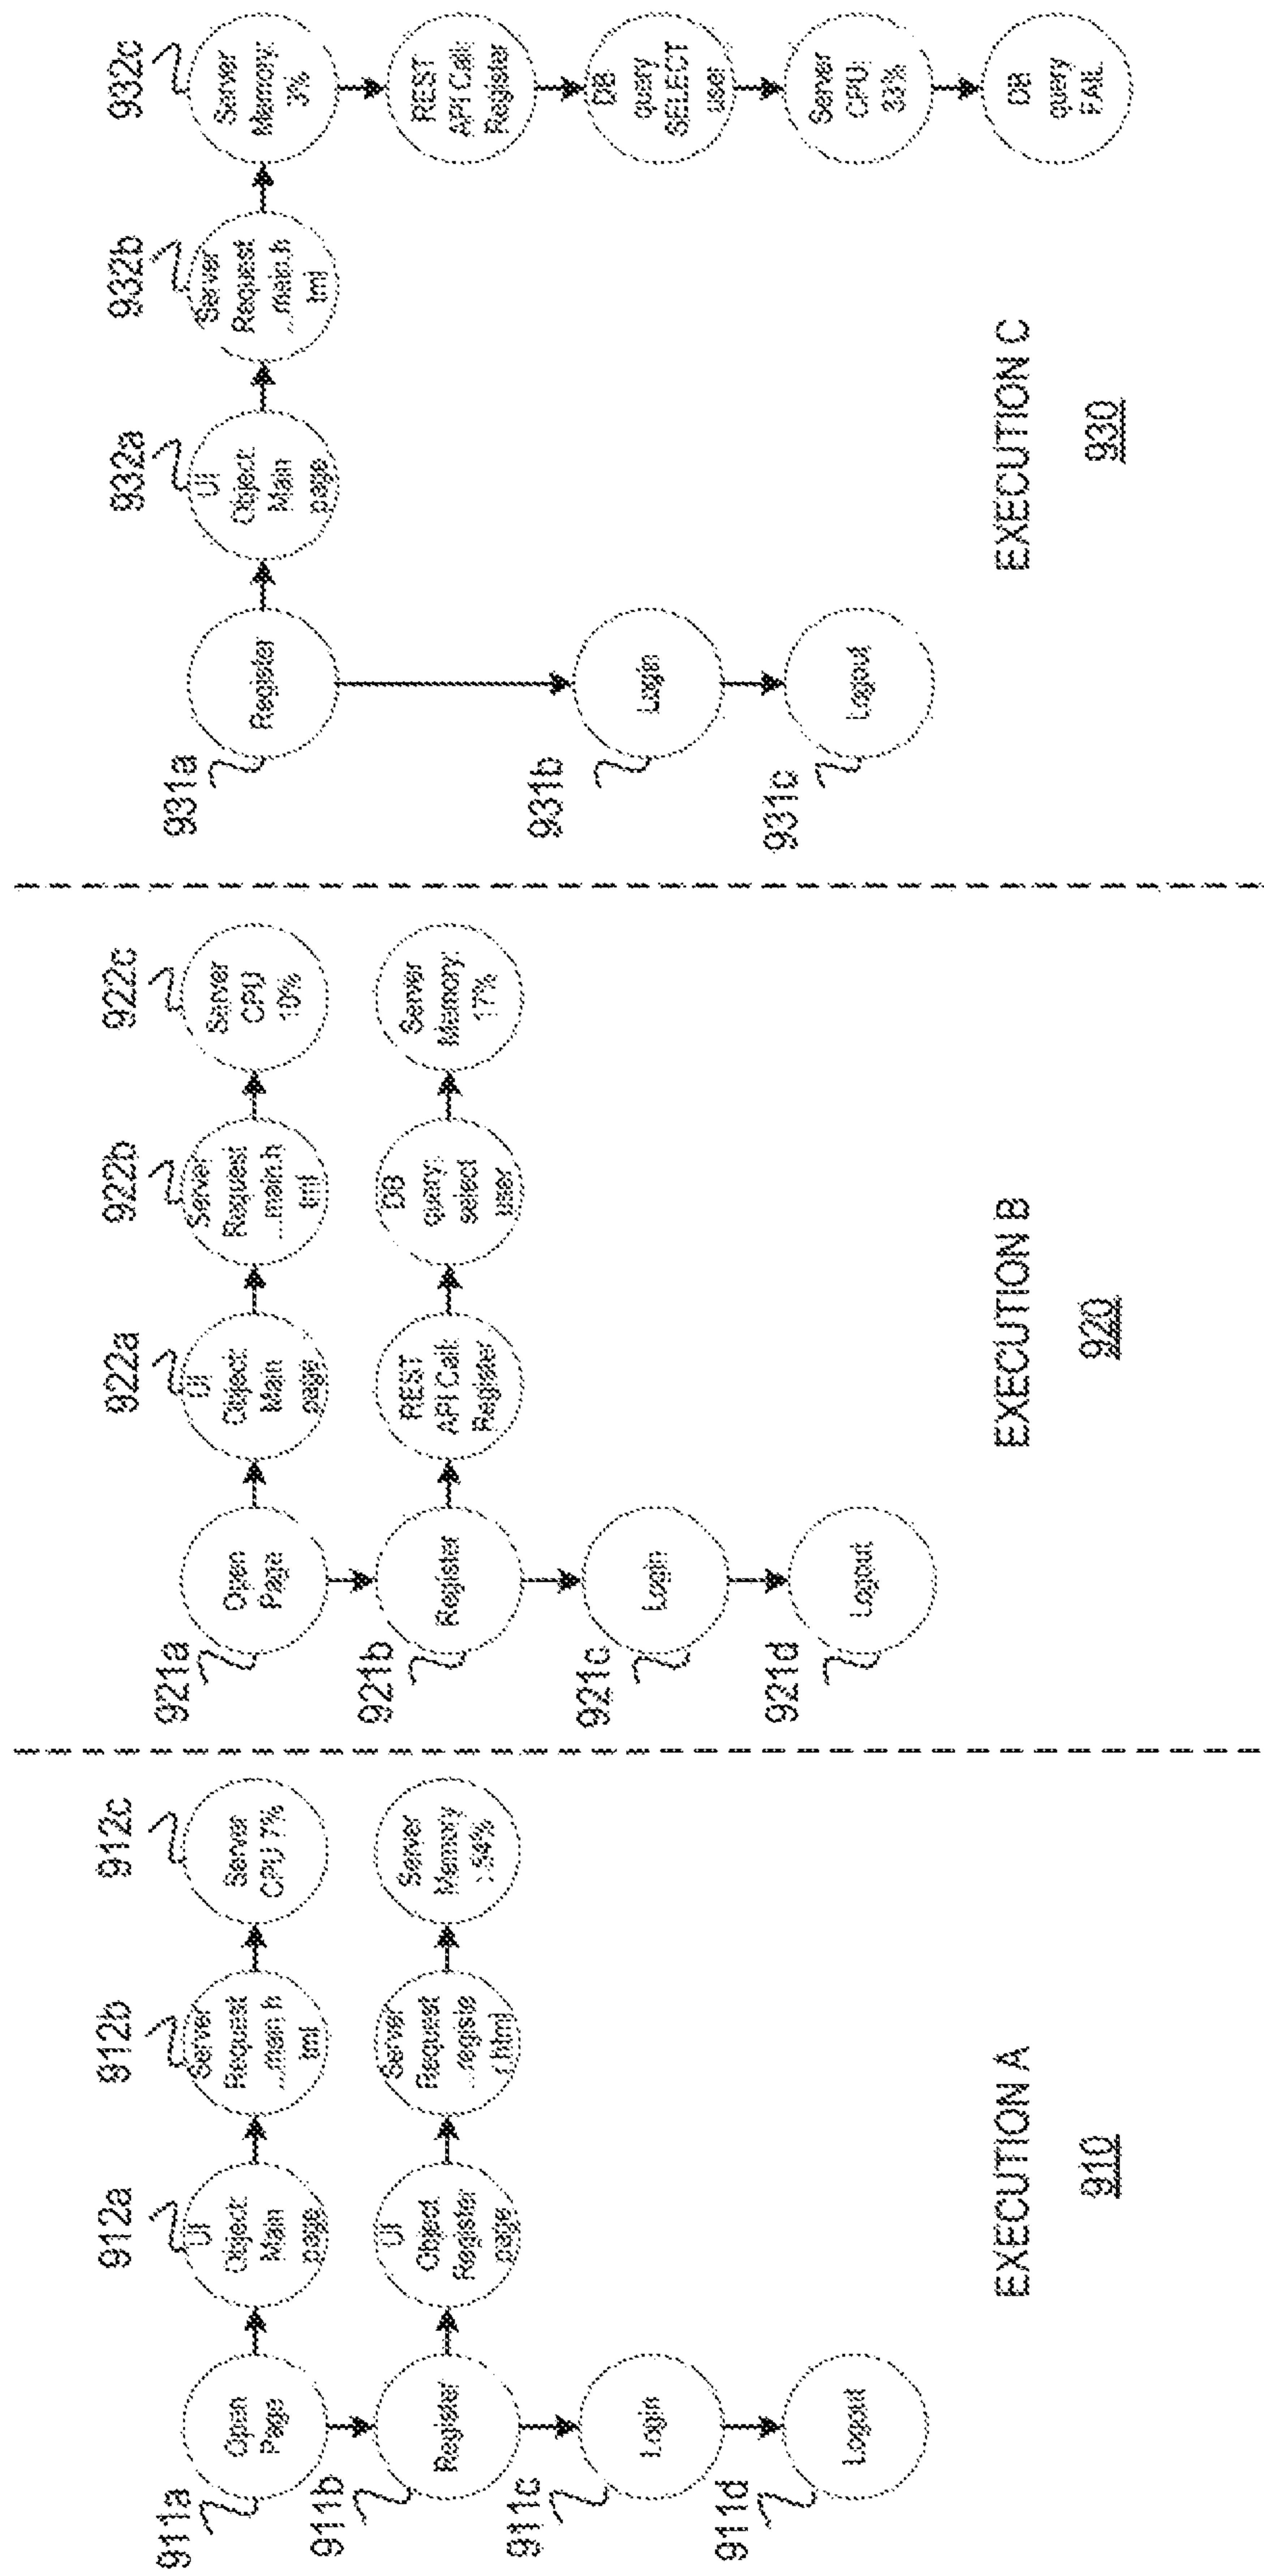 912a
912b
912c
911a
Open
Page
UI
Object:
Main
page
Server
Request
...main.h
tml
Server
CPU 7%
911b
Register
UI
Object
Register
page
Server
Request
...registe
r.html
Server
Memory
911c
Login
911d
Logout
EXECUTION A
910
922a
922b
922c
921a
Open
Page
UI
Object:
Main
page
Server
Request
...main.h
tml
Server
CPU
10%
921b
Register
REST
API Call:
Register
DB
query:
select
user
Server
Memory:
17%
921c
Login
921d
Logout
EXECUTION B
920
932a
932b
932c
931a
Register
UI
Object:
Main
page
Server
Request
...main.h
tml
Server
Memory:
3%
REST
API Call:
Register
931b
Login
DB
query
SELECT
user
931c
Logout
Server
CPU:
33%
DB
query
FAIL
EXECUTION C
930